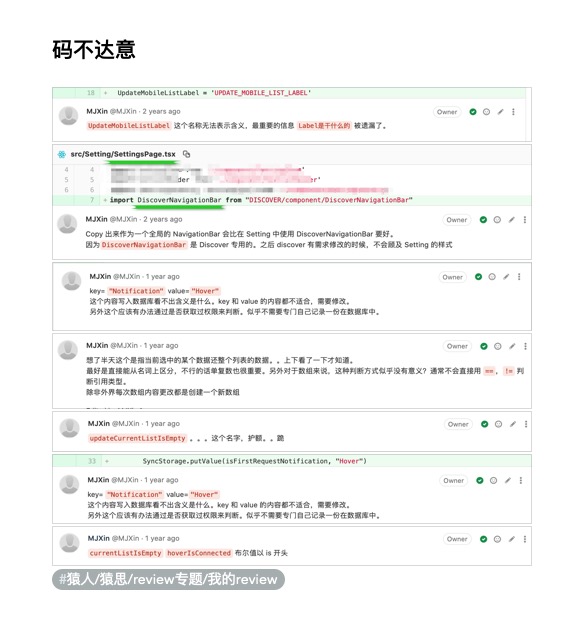 码不达意
18 + UpdateMobileListLabel = 'UPDATE_MOBILE_LIST_LABEL'
MJXin @MJXin · 2 years ago Owner
UpdateMobileListLabel 这个名称无法表示含义，最重要的信息 Label是干什么的 被遗漏了。
src/Setting/SettingsPage.tsx
4 4
5 5
6 6
7 + import DiscoverNavigationBar from "DISCOVER/component/DiscoverNavigationBar"
MJXin @MJXin · 2 years ago Owner
Copy 出来作为一个全局的 NavigationBar 会比在 Setting 中使用 DiscoverNavigationBar 要好。
因为 DiscoverNavigationBar 是 Discover 专用的。之后 discover 有需求修改的时候，不会顾及 Setting 的样式
MJXin @MJXin · 1 year ago Owner
key= "Notification" value= "Hover"
这个内容写入数据库看不出含义是什么。key 和 value 的内容都不适合，需要修改。
另外这个应该有办法通过是否获取过权限来判断。似乎不需要专门自己记录一份在数据库中。
MJXin @MJXin · 1 year ago Owner
想了半天这个是指当前选中的某个数据还整个列表的数据。。上下看了一下才知道。
最好是直接能从名词上区分，不行的话单复数也很重要。另外对于数组来说，这种判断方式似乎没有意义？通常不会直接用 == ，!= 判
断引用类型。
除非外界每次数组内容更改都是创建一个新数组
MJXin @MJXin · 1 year ago Owner
updateCurrentListIsEmpty 。。。这个名字，护额。。跪
33 + SyncStorage.putValue(isFirstRequestNotification, "Hover")
MJXin @MJXin · 1 year ago Owner
key= "Notification" value= "Hover"
这个内容写入数据库看不出含义是什么。key 和 value 的内容都不适合，需要修改。
另外这个应该有办法通过是否获取过权限来判断。似乎不需要专门自己记录一份在数据库中。
MJXin @MJXin · 1 year ago Owner
currentListIsEmpty hoverIsConnected 布尔值以 is 开头
#猿人/猿思/review专题/我的review